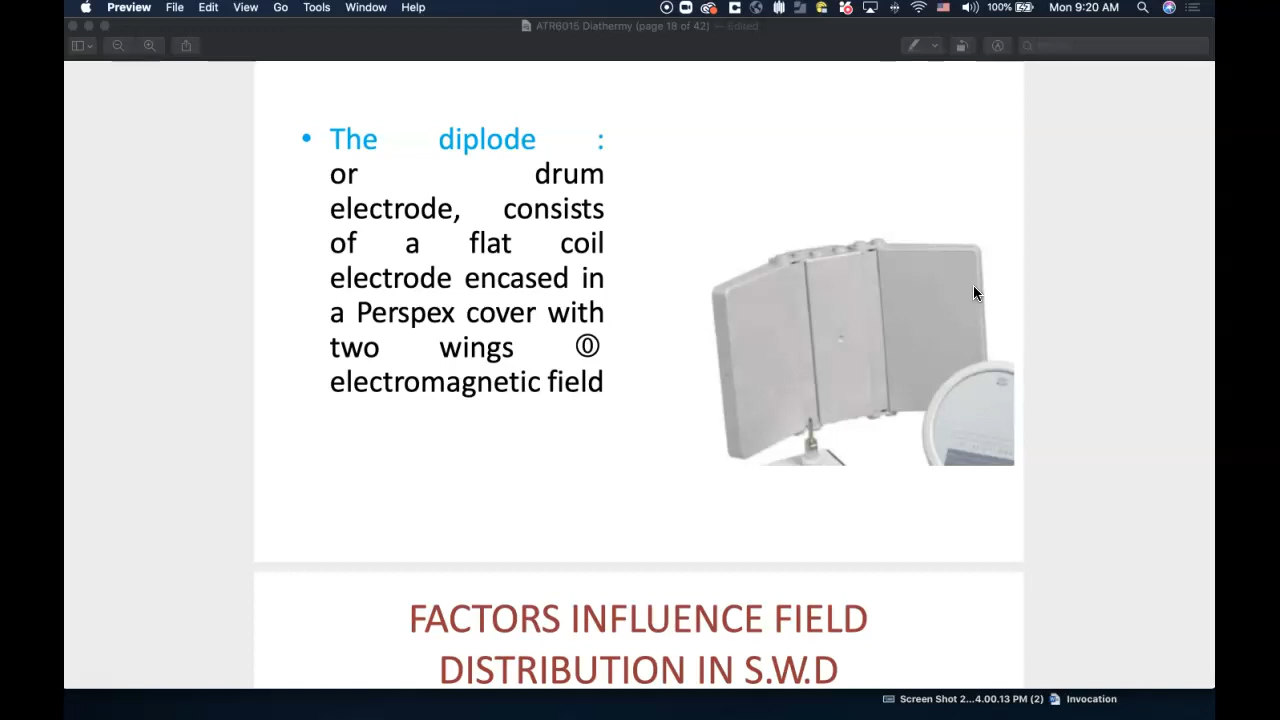 Preview File Edit View Go Tools Window Help 100% Mon 9:20 AM
ATR6015 Diathermy (page 18 of 42) — Edited
• The diplode :
or drum
electrode, consists
of a flat coil
electrode encased in
a Perspex cover with
two wings ⓪
electromagnetic field
FACTORS INFLUENCE FIELD
DISTRIBUTION IN S.W.D
Screen Shot 2...4.00.13 PM (2) Invocation